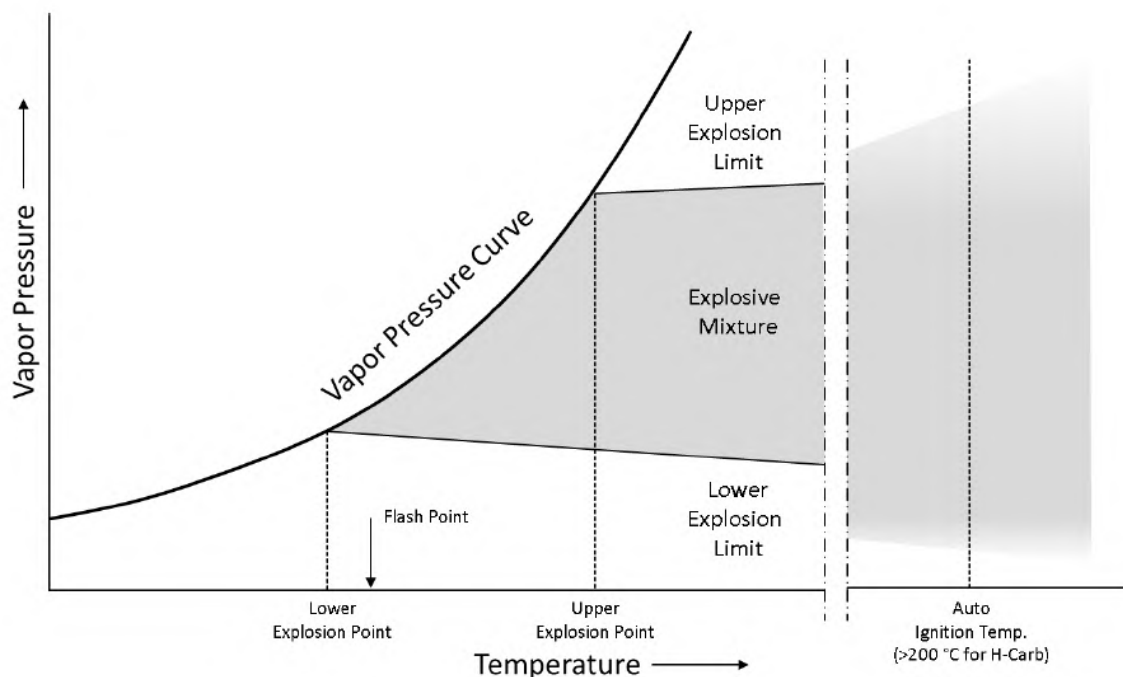 Upper
Explosion
Limit
Vapor Pressure
Vapor Pressure Curve
Explosive
Mixture
Lower
Explosion
Limit
Flash Point
Lower
Explosion Point
Upper
Explosion Point
Auto
Ignition Temp.
(>200 °C for H-Carb)
Temperature